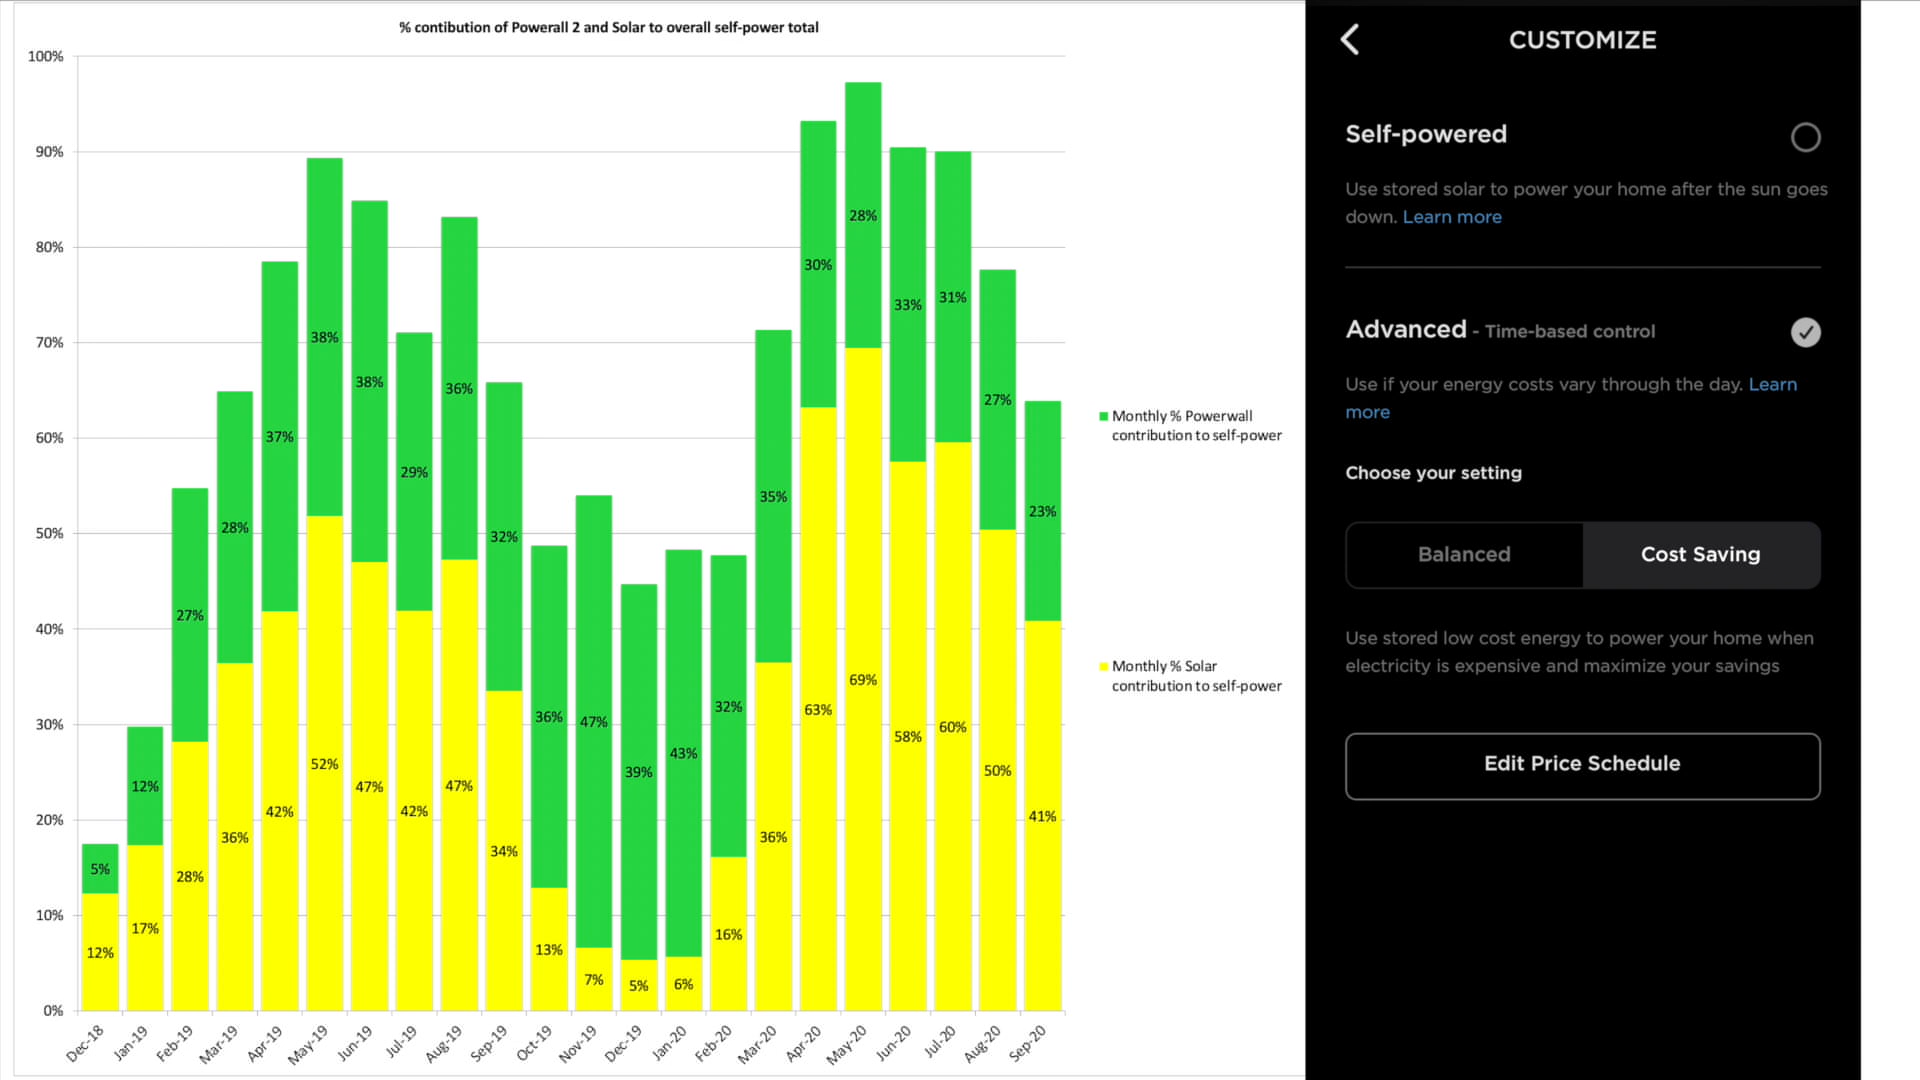 % contibution of Powerall 2 and Solar to overall self-power total
100%
90%
80%
70%
60%
50%
40%
30%
20%
10%
0%
5%
12%
12%
17%
27%
28%
28%
36%
37%
42%
38%
52%
38%
47%
29%
42%
36%
47%
32%
34%
36%
13%
47%
7%
39%
5%
43%
6%
32%
16%
35%
36%
30%
63%
28%
69%
33%
58%
31%
60%
27%
50%
23%
41%
Dec-18
Jan-19
Feb-19
Mar-19
Apr-19
May-19
Jun-19
Jul-19
Aug-19
Sep-19
Oct-19
Nov-19
Dec-19
Jan-20
Feb-20
Mar-20
Apr-20
May-20
Jun-20
Jul-20
Aug-20
Sep-20
Monthly % Powerwall
contribution to self-power
Monthly % Solar
contribution to self-power
CUSTOMIZE
Self-powered
Use stored solar to power your home after the sun goes
down. Learn more
Advanced - Time-based control
Use if your energy costs vary through the day. Learn
more
Choose your setting
Balanced
Cost Saving
Use stored low cost energy to power your home when
electricity is expensive and maximize your savings
Edit Price Schedule